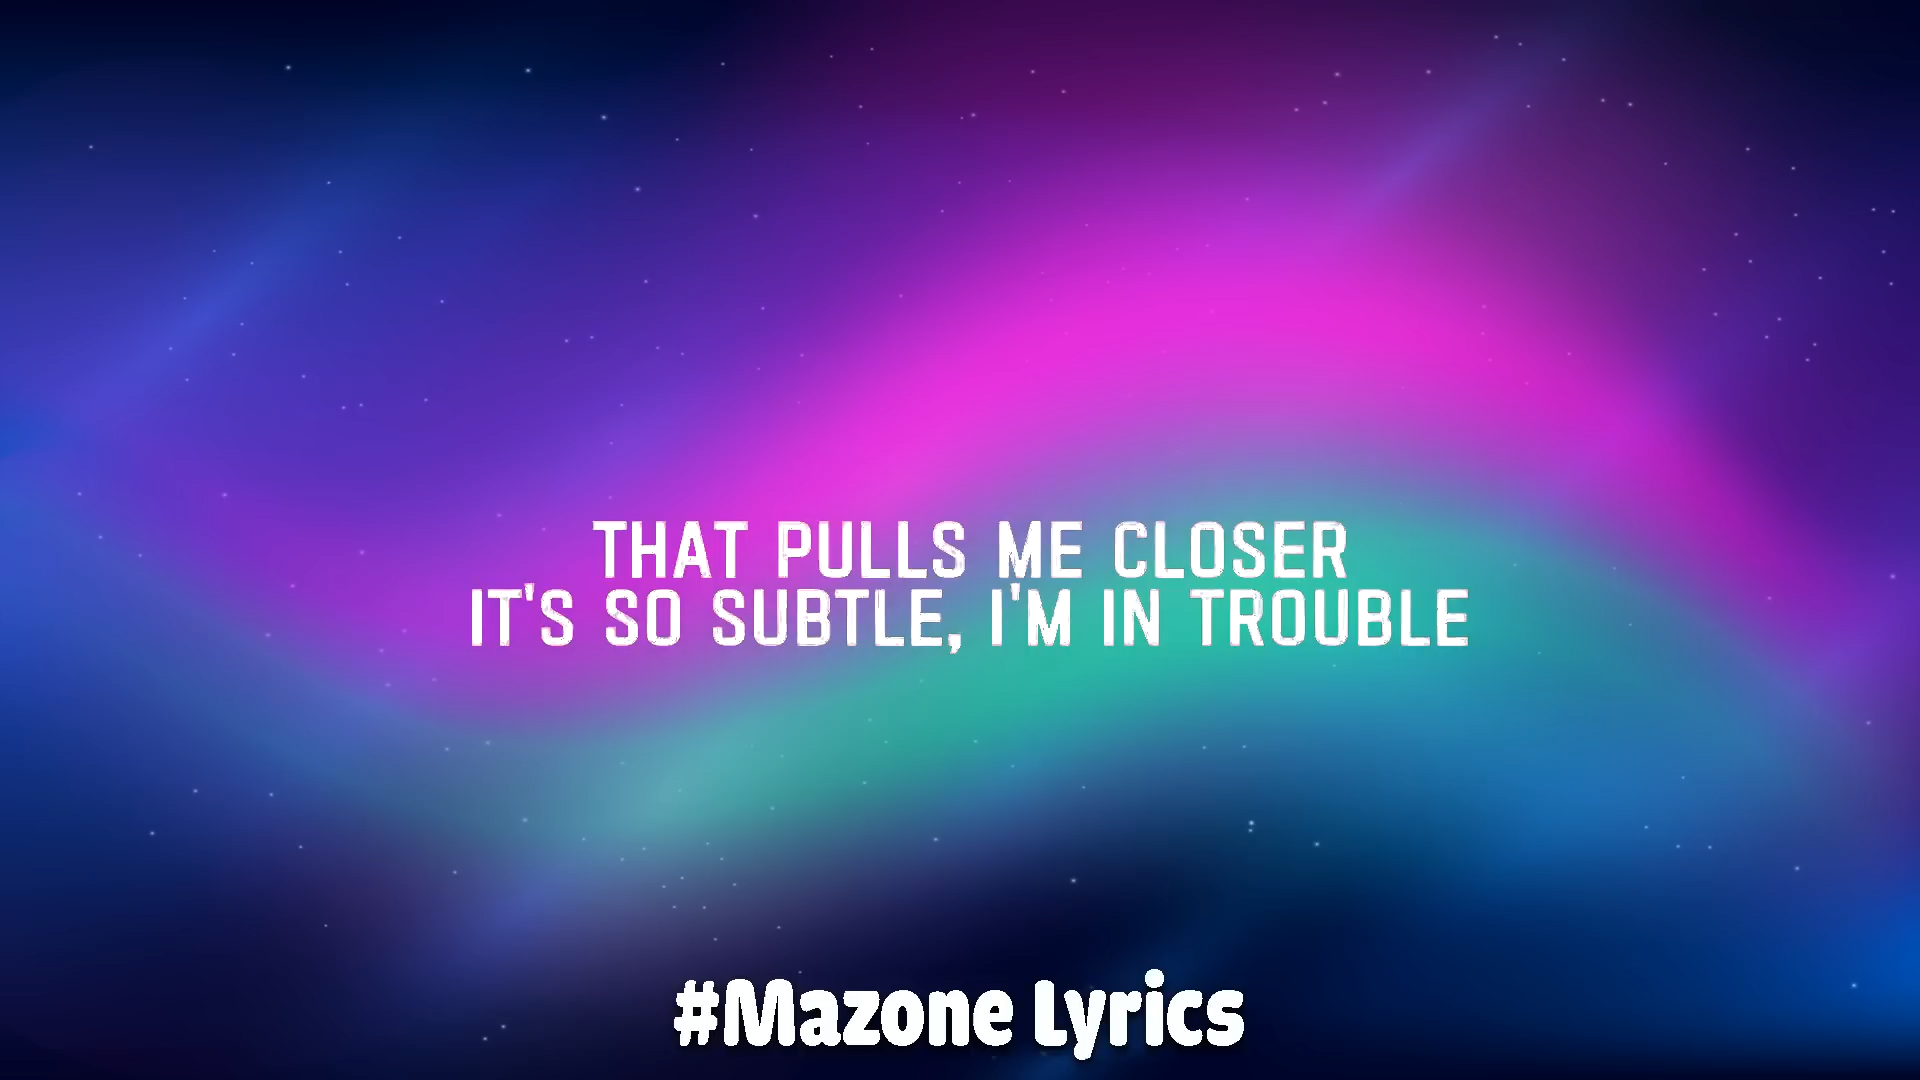 THAT PULLS ME CLOSER
IT'S SO SUBTLE, I'M IN TROUBLE
#Mazone Lyrics